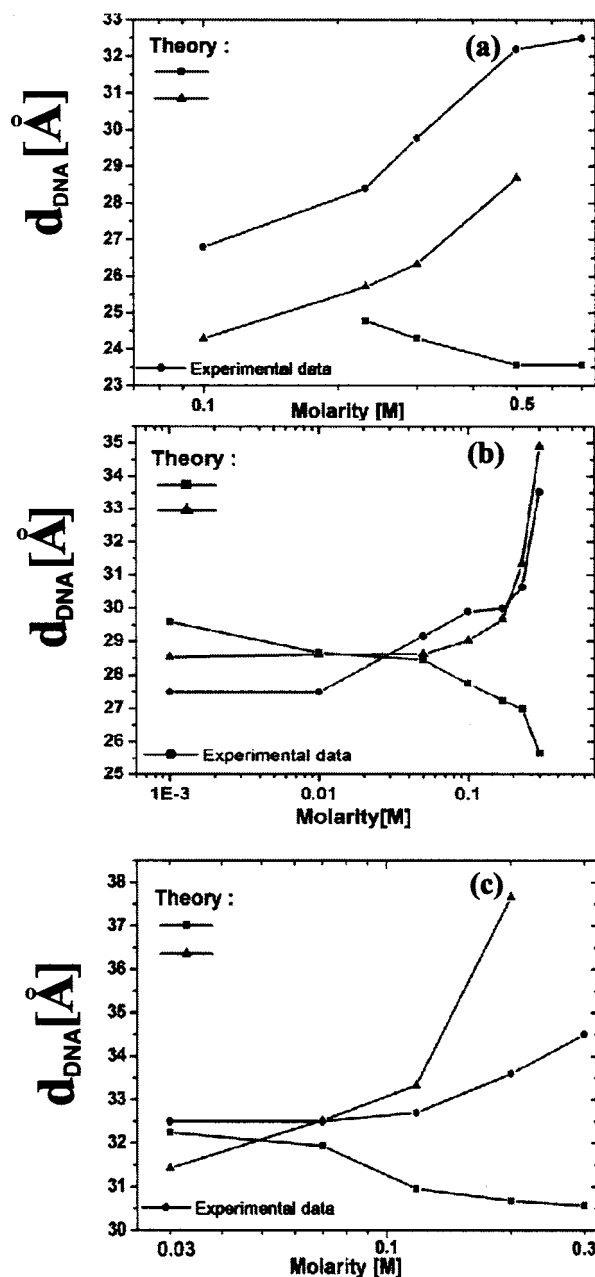 (a)
Theory :
33
32
31
30
29
28
27
26
25
24
23
dDNA [Å]
Experimental data
0.1
0.5
Molarity [M]
(b)
Theory :
35
34
33
32
31
30
29
28
27
26
25
dDNA [Å]
Experimental data
1E-3
0.01
0.1
Molarity[M]
(c)
Theory :
38
37
36
35
34
33
32
31
30
dDNA [Å]
Experimental data
0.03
0.1
0.3
Molarity [M]